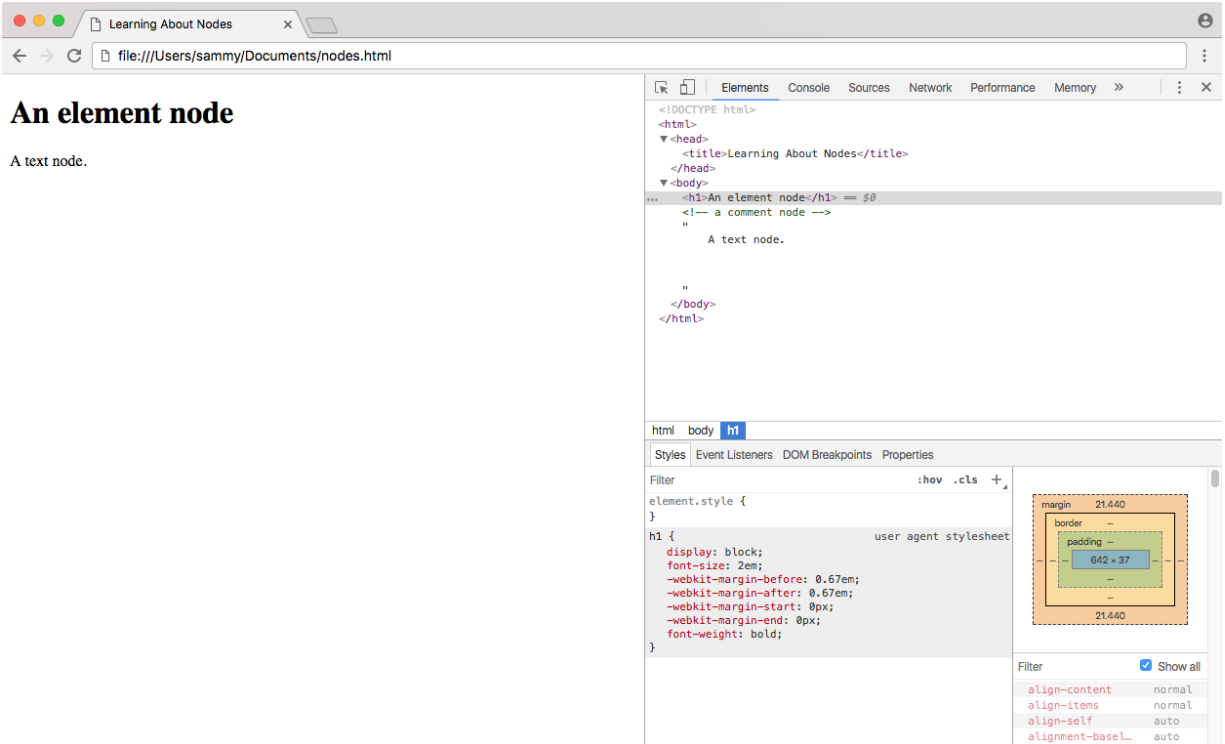 Learning About Nodes
file:///Users/sammy/Documents/nodes.html
An element node
A text node.
Elements Console Sources Network Performance Memory »
<!DOCTYPE html>
<html>
▼<head>
<title>Learning About Nodes</title>
</head>
▼<body>
… <h1>An element node</h1> == $0
<!-- a comment node -->
"
A text node.
"
</body>
</html>
html body h1
Styles Event Listeners DOM Breakpoints Properties
Filter :hov .cls +
element.style {
}
h1 { user agent stylesheet
display: block;
font-size: 2em;
-webkit-margin-before: 0.67em;
-webkit-margin-after: 0.67em;
-webkit-margin-start: 0px;
-webkit-margin-end: 0px;
font-weight: bold;
}
margin 21.440
border –
padding –
– – – 642 × 37 – – –
–
–
21.440
Filter Show all
align-content normal
align-items normal
align-self auto
alignment-basel… auto